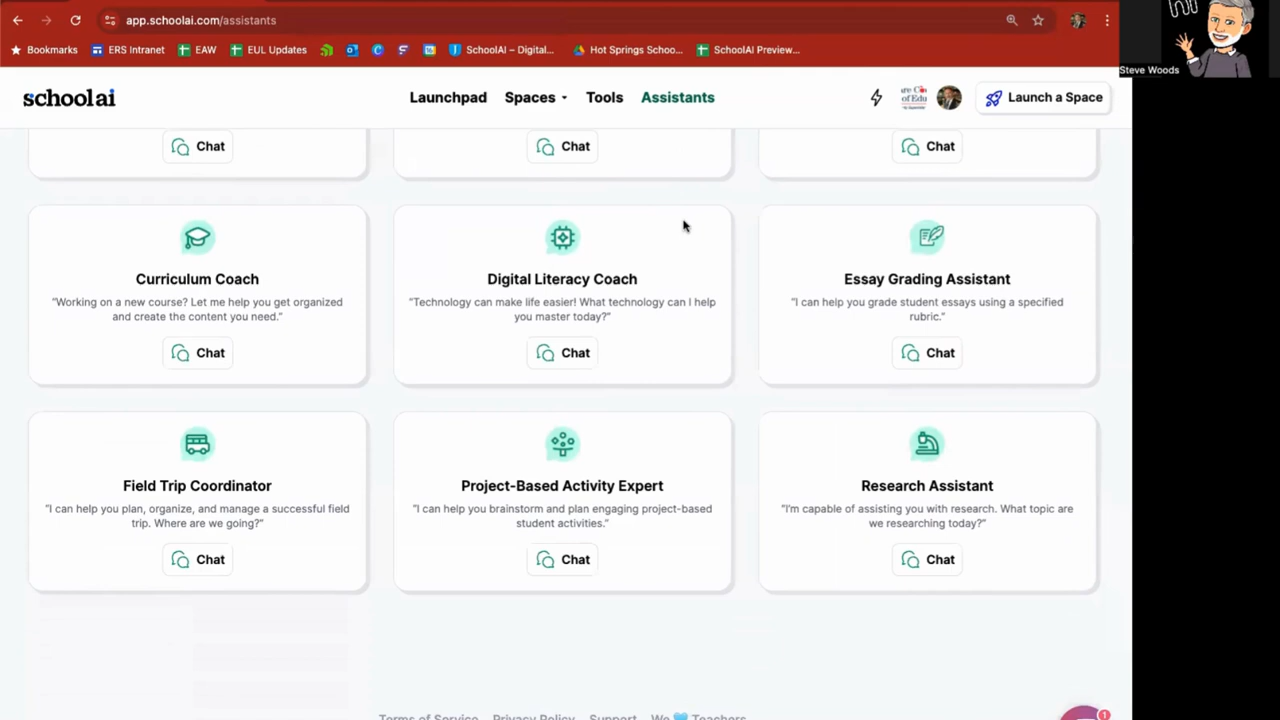 app.schoolai.com/assistants
Bookmarks ERS Intranet EAW EUL Updates SchoolAI – Digital... Hot Springs Schoo... SchoolAI Preview...
Steve Woods
schoolai Launchpad Spaces Tools Assistants Launch a Space
Chat Chat Chat
Curriculum Coach
"Working on a new course? Let me help you get organized
and create the content you need."
Chat
Digital Literacy Coach
"Technology can make life easier! What technology can I help
you master today?"
Chat
Essay Grading Assistant
"I can help you grade student essays using a specified
rubric."
Chat
Field Trip Coordinator
"I can help you plan, organize, and manage a successful field
trip. Where are we going?"
Chat
Project-Based Activity Expert
"I can help you brainstorm and plan engaging project-based
student activities."
Chat
Research Assistant
"I'm capable of assisting you with research. What topic are
we researching today?"
Chat
Terms of Service Privacy Policy Support We 🩵 Teachers
1